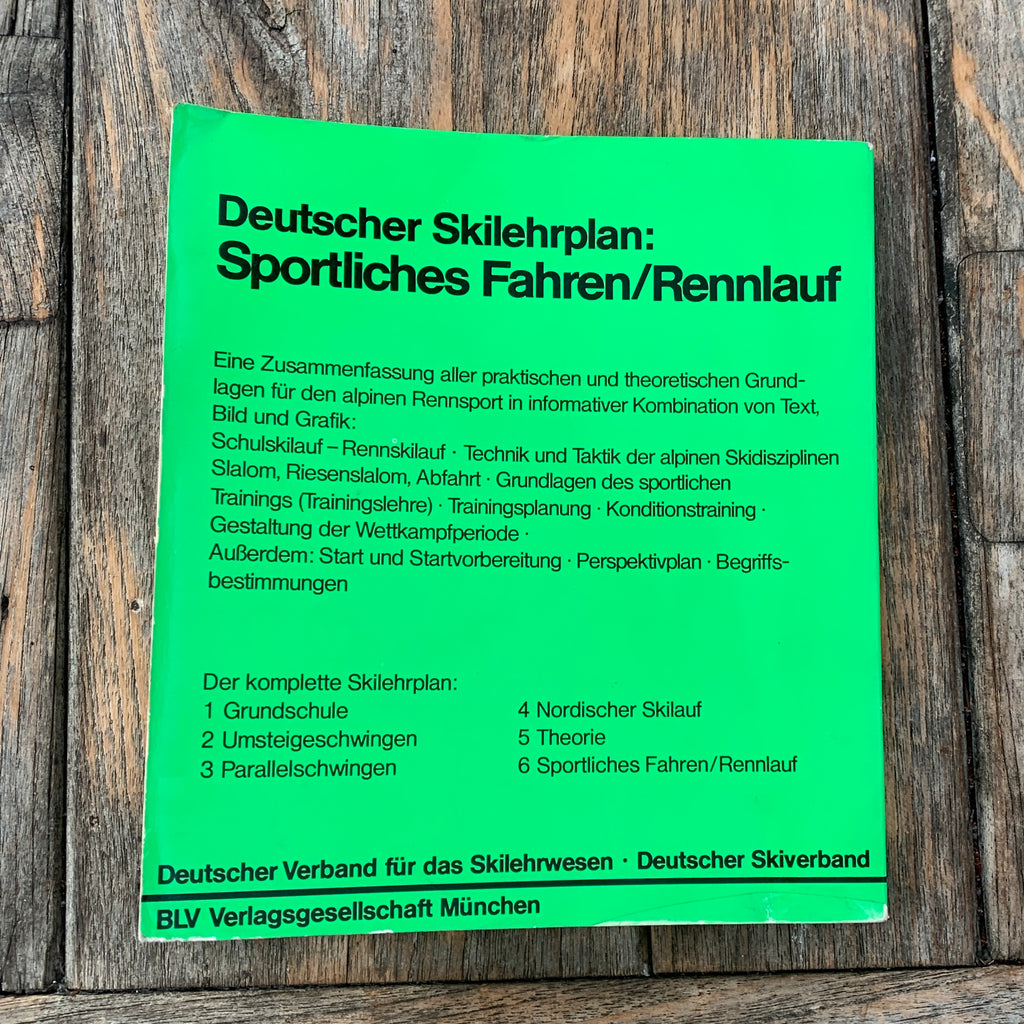 Deutscher Skilehrplan:
Sportliches Fahren/Rennlauf
Eine Zusammenfassung aller praktischen und theoretischen Grund-
lagen für den alpinen Rennsport in informativer Kombination von Text,
Bild und Grafik:
Schulskilauf – Rennskilauf · Technik und Taktik der alpinen Skidisziplinen
Slalom, Riesenslalom, Abfahrt · Grundlagen des sportlichen
Trainings (Trainingslehre) · Trainingsplanung · Konditionstraining ·
Gestaltung der Wettkampfperiode ·
Außerdem: Start und Startvorbereitung · Perspektivplan · Begriffs-
bestimmungen
Der komplette Skilehrplan:
1 Grundschule
2 Umsteigeschwingen
3 Parallelschwingen
4 Nordischer Skilauf
5 Theorie
6 Sportliches Fahren/Rennlauf
Deutscher Verband für das Skilehrwesen · Deutscher Skiverband
BLV Verlagsgesellschaft München